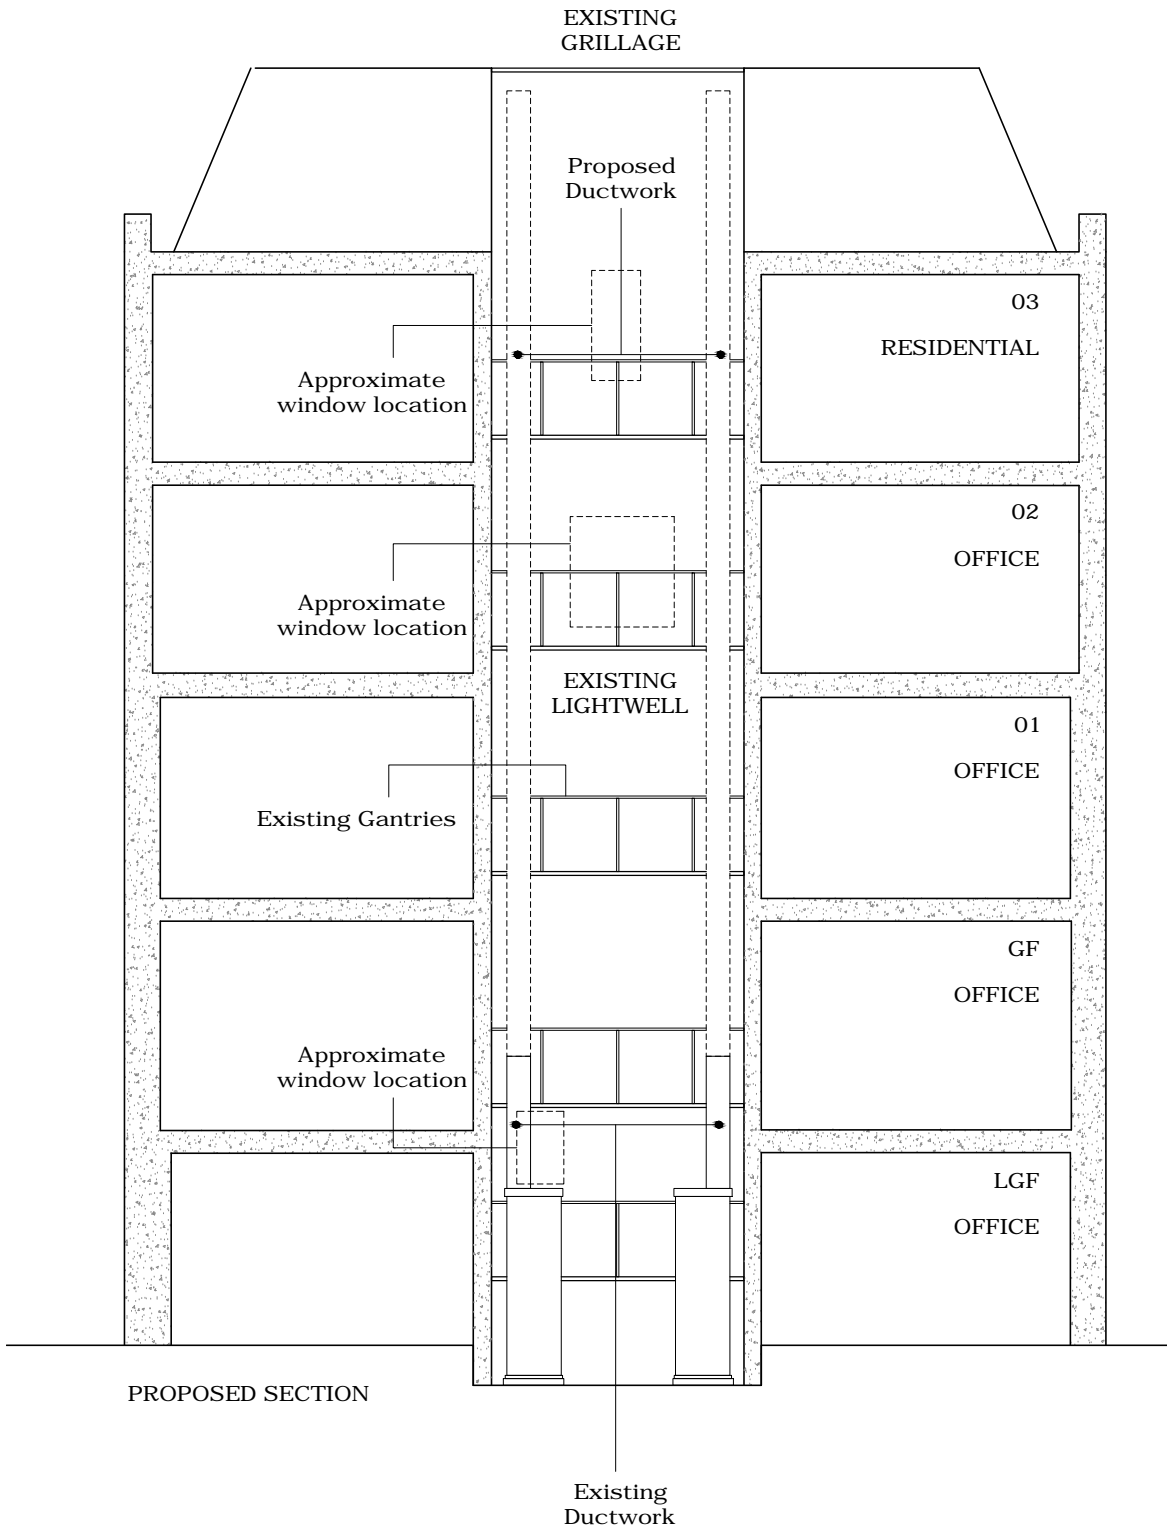 EXISTING
GRILLAGE
Proposed
Ductwork
03
RESIDENTIAL
Approximate
window location
02
OFFICE
Approximate
window location
EXISTING
LIGHTWELL
01
OFFICE
Existing Gantries
GF
OFFICE
Approximate
window location
LGF
OFFICE
PROPOSED SECTION
Existing
Ductwork